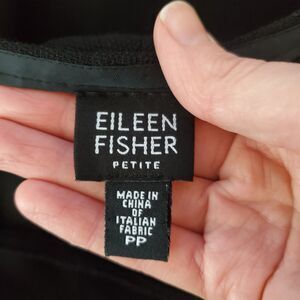 EILEEN
FISHER
PETITE
MADE IN
CHINA
OF
ITALIAN
FABRIC
PP